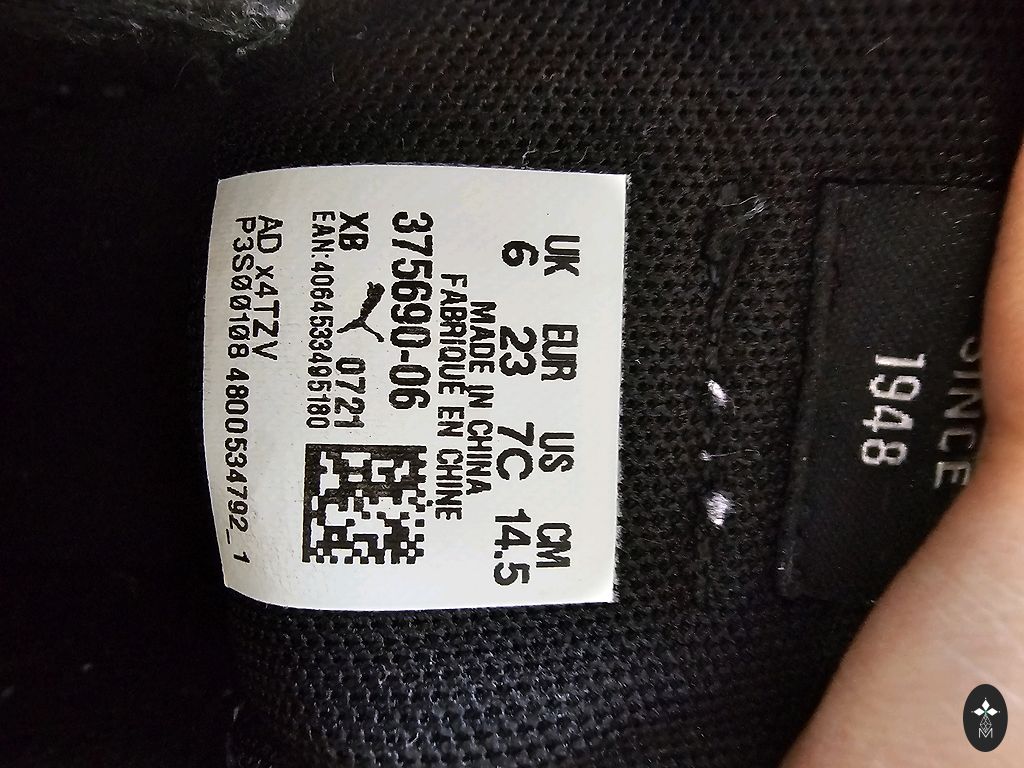 UK EUR US CM
6 23 7C 14.5
MADE IN CHINA
FABRIQUE EN CHINE
375690-06
XB 0721
EAN:4064533495180
AD x4TZV
P3S00108 4800534792_1
SINCE
1948
M